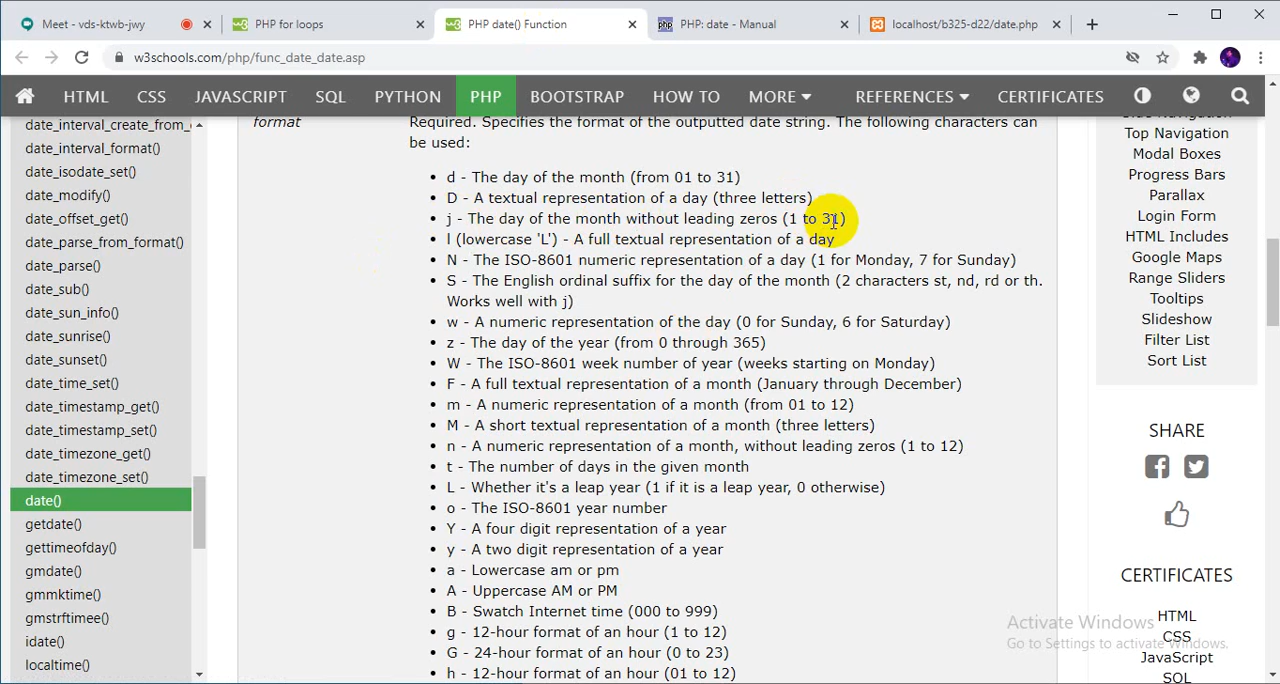 Meet - vds-ktwb-jwy
PHP for loops
PHP date() Function
PHP: date - Manual
localhost/b325-d22/date.php
w3schools.com/php/func_date_date.asp
HTML CSS JAVASCRIPT SQL PYTHON PHP BOOTSTRAP HOW TO MORE REFERENCES CERTIFICATES
date_interval_create_from_
date_interval_format()
date_isodate_set()
date_modify()
date_offset_get()
date_parse_from_format()
date_parse()
date_sub()
date_sun_info()
date_sunrise()
date_sunset()
date_time_set()
date_timestamp_get()
date_timestamp_set()
date_timezone_get()
date_timezone_set()
date()
getdate()
gettimeofday()
gmdate()
gmmktime()
gmstrftimee()
idate()
localtime()
format
Required. Specifies the format of the outputted date string. The following characters can
be used:
• d - The day of the month (from 01 to 31)
• D - A textual representation of a day (three letters)
• j - The day of the month without leading zeros (1 to 31)
• l (lowercase 'L') - A full textual representation of a day
• N - The ISO-8601 numeric representation of a day (1 for Monday, 7 for Sunday)
• S - The English ordinal suffix for the day of the month (2 characters st, nd, rd or th.
Works well with j)
• w - A numeric representation of the day (0 for Sunday, 6 for Saturday)
• z - The day of the year (from 0 through 365)
• W - The ISO-8601 week number of year (weeks starting on Monday)
• F - A full textual representation of a month (January through December)
• m - A numeric representation of a month (from 01 to 12)
• M - A short textual representation of a month (three letters)
• n - A numeric representation of a month, without leading zeros (1 to 12)
• t - The number of days in the given month
• L - Whether it's a leap year (1 if it is a leap year, 0 otherwise)
• o - The ISO-8601 year number
• Y - A four digit representation of a year
• y - A two digit representation of a year
• a - Lowercase am or pm
• A - Uppercase AM or PM
• B - Swatch Internet time (000 to 999)
• g - 12-hour format of an hour (1 to 12)
• G - 24-hour format of an hour (0 to 23)
• h - 12-hour format of an hour (01 to 12)
Top Navigation
Modal Boxes
Progress Bars
Parallax
Login Form
HTML Includes
Google Maps
Range Sliders
Tooltips
Slideshow
Filter List
Sort List
SHARE
CERTIFICATES
HTML
CSS
JavaScript
SQL
Activate Windows
Go to Settings to activate Windows.